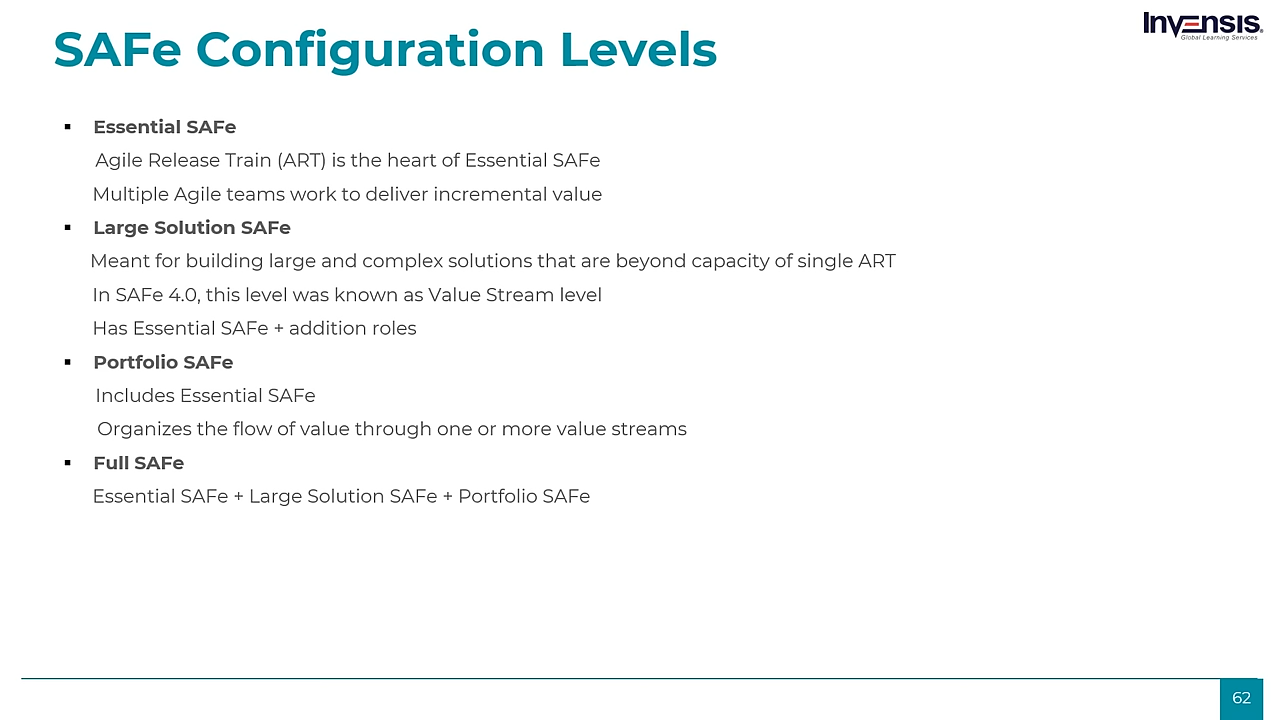 SAFe Configuration Levels
Invensis®
Global Learning Services
▪ Essential SAFe
Agile Release Train (ART) is the heart of Essential SAFe
Multiple Agile teams work to deliver incremental value
▪ Large Solution SAFe
Meant for building large and complex solutions that are beyond capacity of single ART
In SAFe 4.0, this level was known as Value Stream level
Has Essential SAFe + addition roles
▪ Portfolio SAFe
Includes Essential SAFe
Organizes the flow of value through one or more value streams
▪ Full SAFe
Essential SAFe + Large Solution SAFe + Portfolio SAFe
62